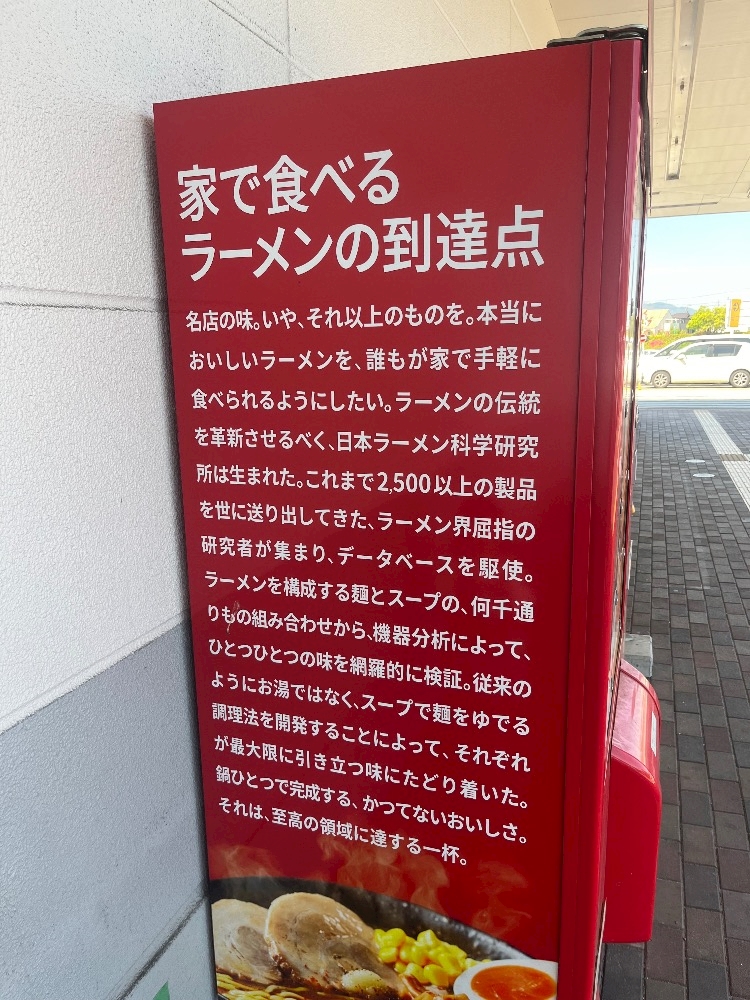 家で食べる
ラーメンの到達点
名店の味。いや、それ以上のものを。本当に
おいしいラーメンを、誰もが家で手軽に
食べられるようにしたい。ラーメンの伝統
を革新させるべく、日本ラーメン科学研究
所は生まれた。これまで2,500以上の製品
を世に送り出してきた、ラーメン界屈指の
研究者が集まり、データベースを駆使。
ラーメンを構成する麺とスープの、何千通
りもの組み合わせから、機器分析によって、
ひとつひとつの味を網羅的に検証。従来の
ようにお湯ではなく、スープで麺をゆでる
調理法を開発することによって、それぞれ
が最大限に引き立つ味にたどり着いた。
鍋ひとつで完成する、かつてないおいしさ。
それは、至高の領域に達する一杯。